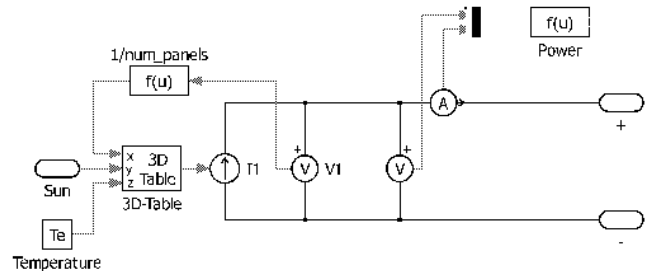 f(u)
Power
1/num_panels
f(u)
A
+
x
y
z
3D
Table
I1
+
V
V1
+
V
Sun
3D-Table
-
Te
Temperature